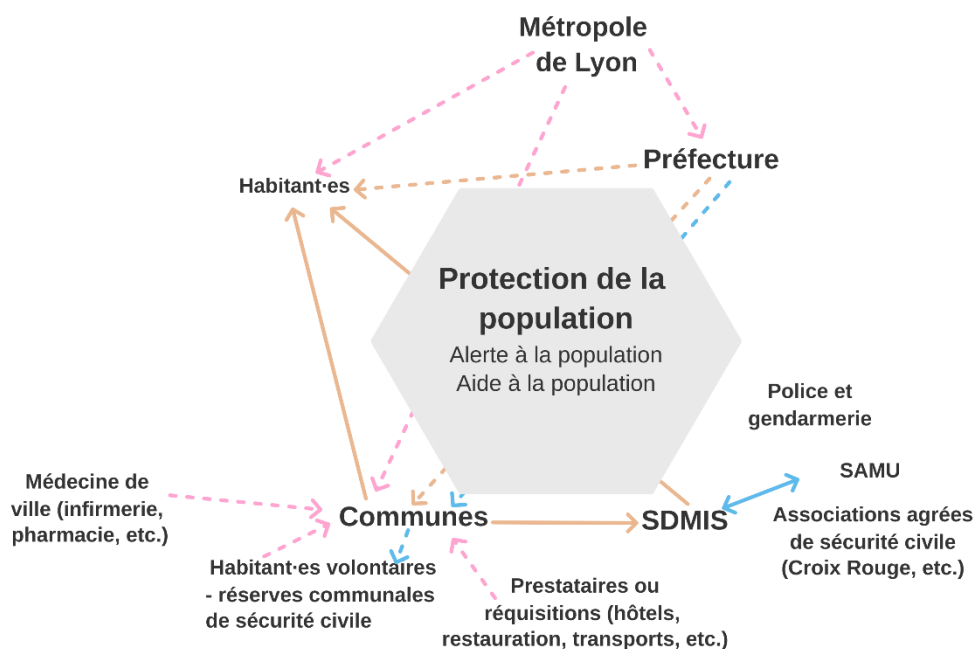 Métropole
de Lyon
Préfecture
Habitant·es
Protection de la
population
Alerte à la population
Aide à la population
Police et
gendarmerie
SAMU
Médecine de
ville (infirmerie,
pharmacie, etc.)
Communes
SDMIS
Associations agrées
de sécurité civile
(Croix Rouge, etc.)
Habitant·es volontaires
- réserves communales
de sécurité civile
Prestataires ou
réquisitions (hôtels,
restauration, transports, etc.)